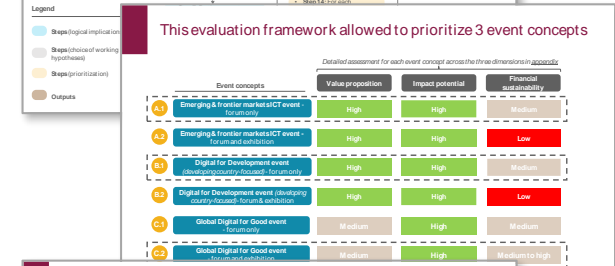 Legend
Steps (logical implication
Steps (choice of working
hypotheses)
Steps (prioritization)
Outputs
Step 14: For each
This evaluation framework allowed to prioritize 3 event concepts
Detailed assessment for each event concept across the three dimensions in appendix
Event concepts
Value proposition
Impact potential
Financial
sustainability
A.1
Emerging & frontier markets ICT event -
forum only
High
High
Medium
A.2
Emerging & frontier markets ICT event -
forum and exhibition
High
High
Low
B.1
Digital for Development event
(developing country-focused) - forum only
High
High
Medium
B.2
Digital for Development event (developing
country-focused) - forum & exhibition
High
High
Low
C.1
Global Digital for Good event
- forum only
Medium
High
Medium
C.2
Global Digital for Good event
- forum and exhibition
Medium
High
Medium to high